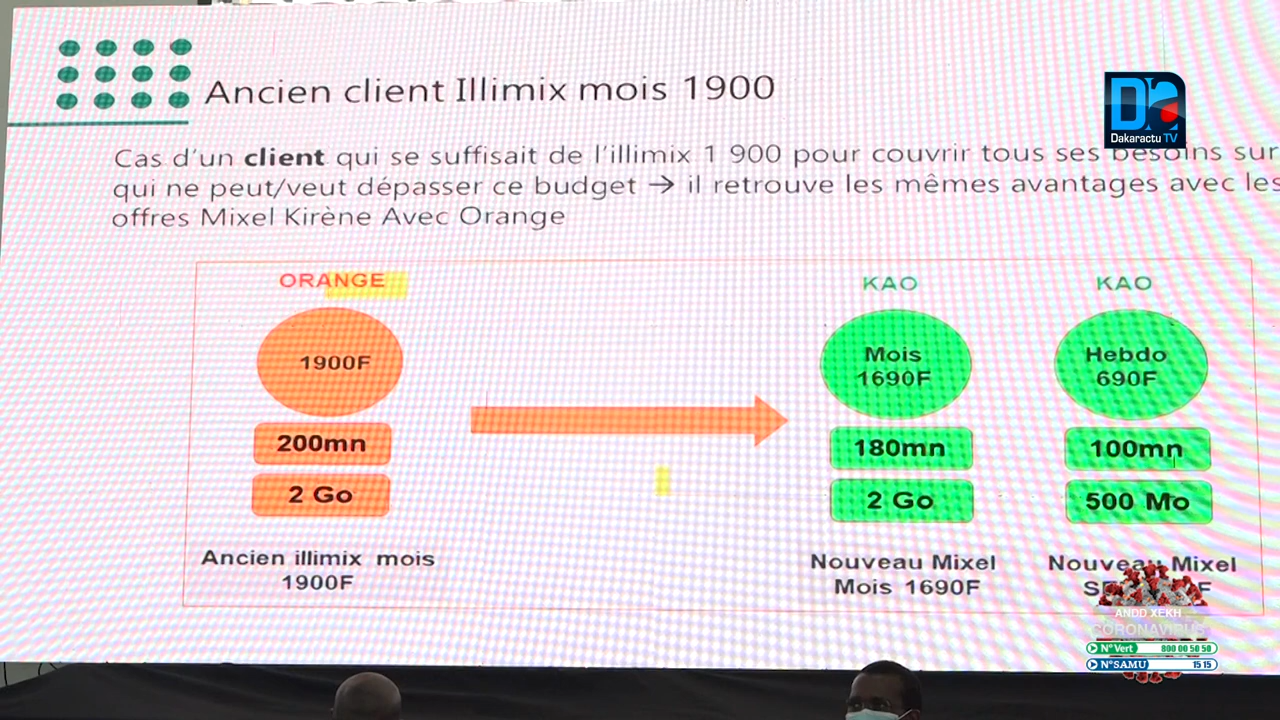 Ancien client Illimix mois 1900
Dakaractu TV
Cas d'un client qui se suffisait de l'illimix 1 900 pour couvrir tous ses besoins sur
qui ne peut/veut dépasser ce budget → il retrouve les mêmes avantages avec les
offres Mixel Kirène Avec Orange
ORANGE
KAO
KAO
1900F
Mois
1690F
Hebdo
690F
200mn
180mn
100mn
2 Go
2 Go
500 Mo
Ancien illimix mois
1900F
Nouveau Mixel
Mois 1690F
Nouveau Mixel
ANDD XEKH
CORONAVIRUS
N° Vert 800 00 50 50
N° SAMU 15 15